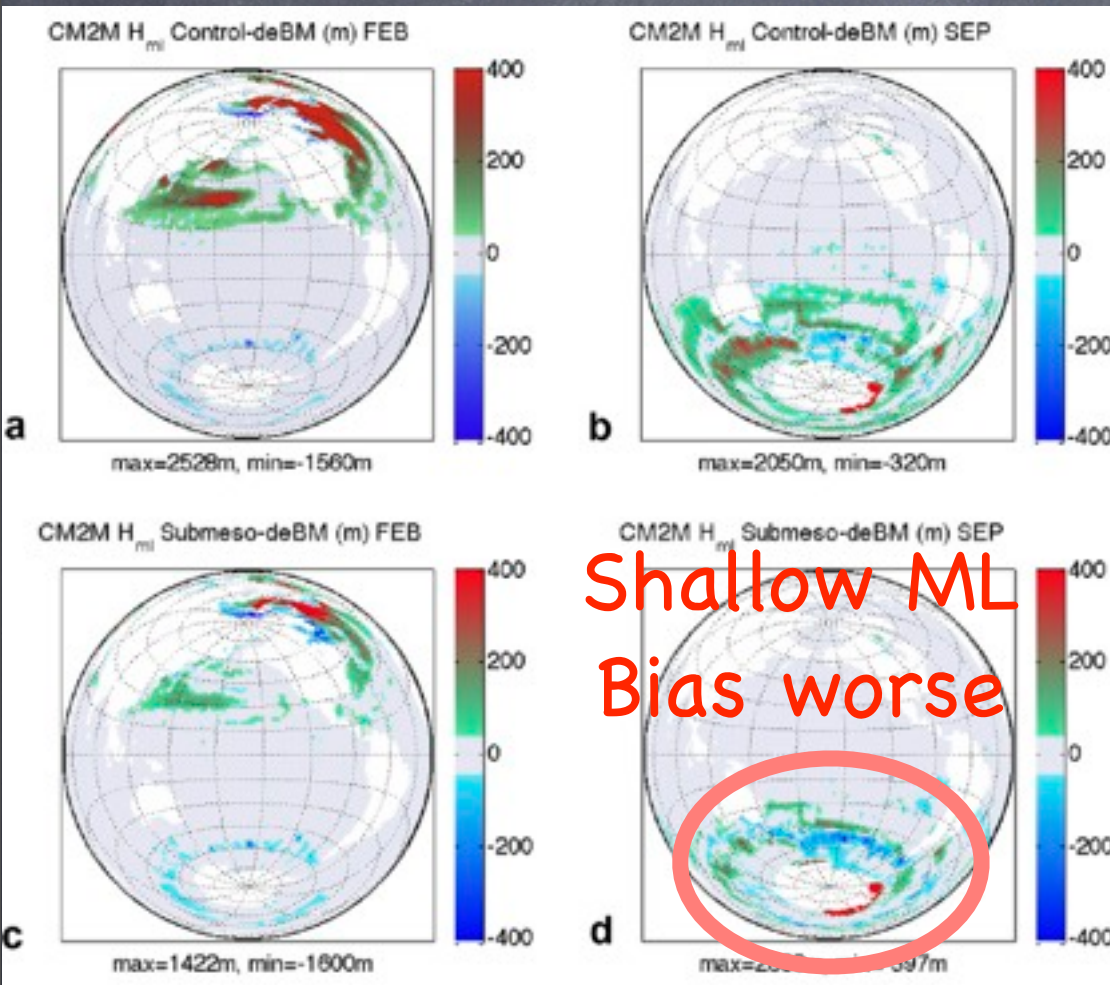 CM2M H_ml Control-deBM (m) FEB
400
200
0
-200
-400
a
max=2528m, min=-1560m
CM2M H_ml Control-deBM (m) SEP
400
200
0
-200
-400
b
max=2050m, min=-320m
CM2M H_ml Submeso-deBM (m) FEB
400
200
0
-200
-400
c
max=1422m, min=-1600m
CM2M H_ml Submeso-deBM (m) SEP
Shallow ML
Bias worse
400
200
0
-200
-400
d